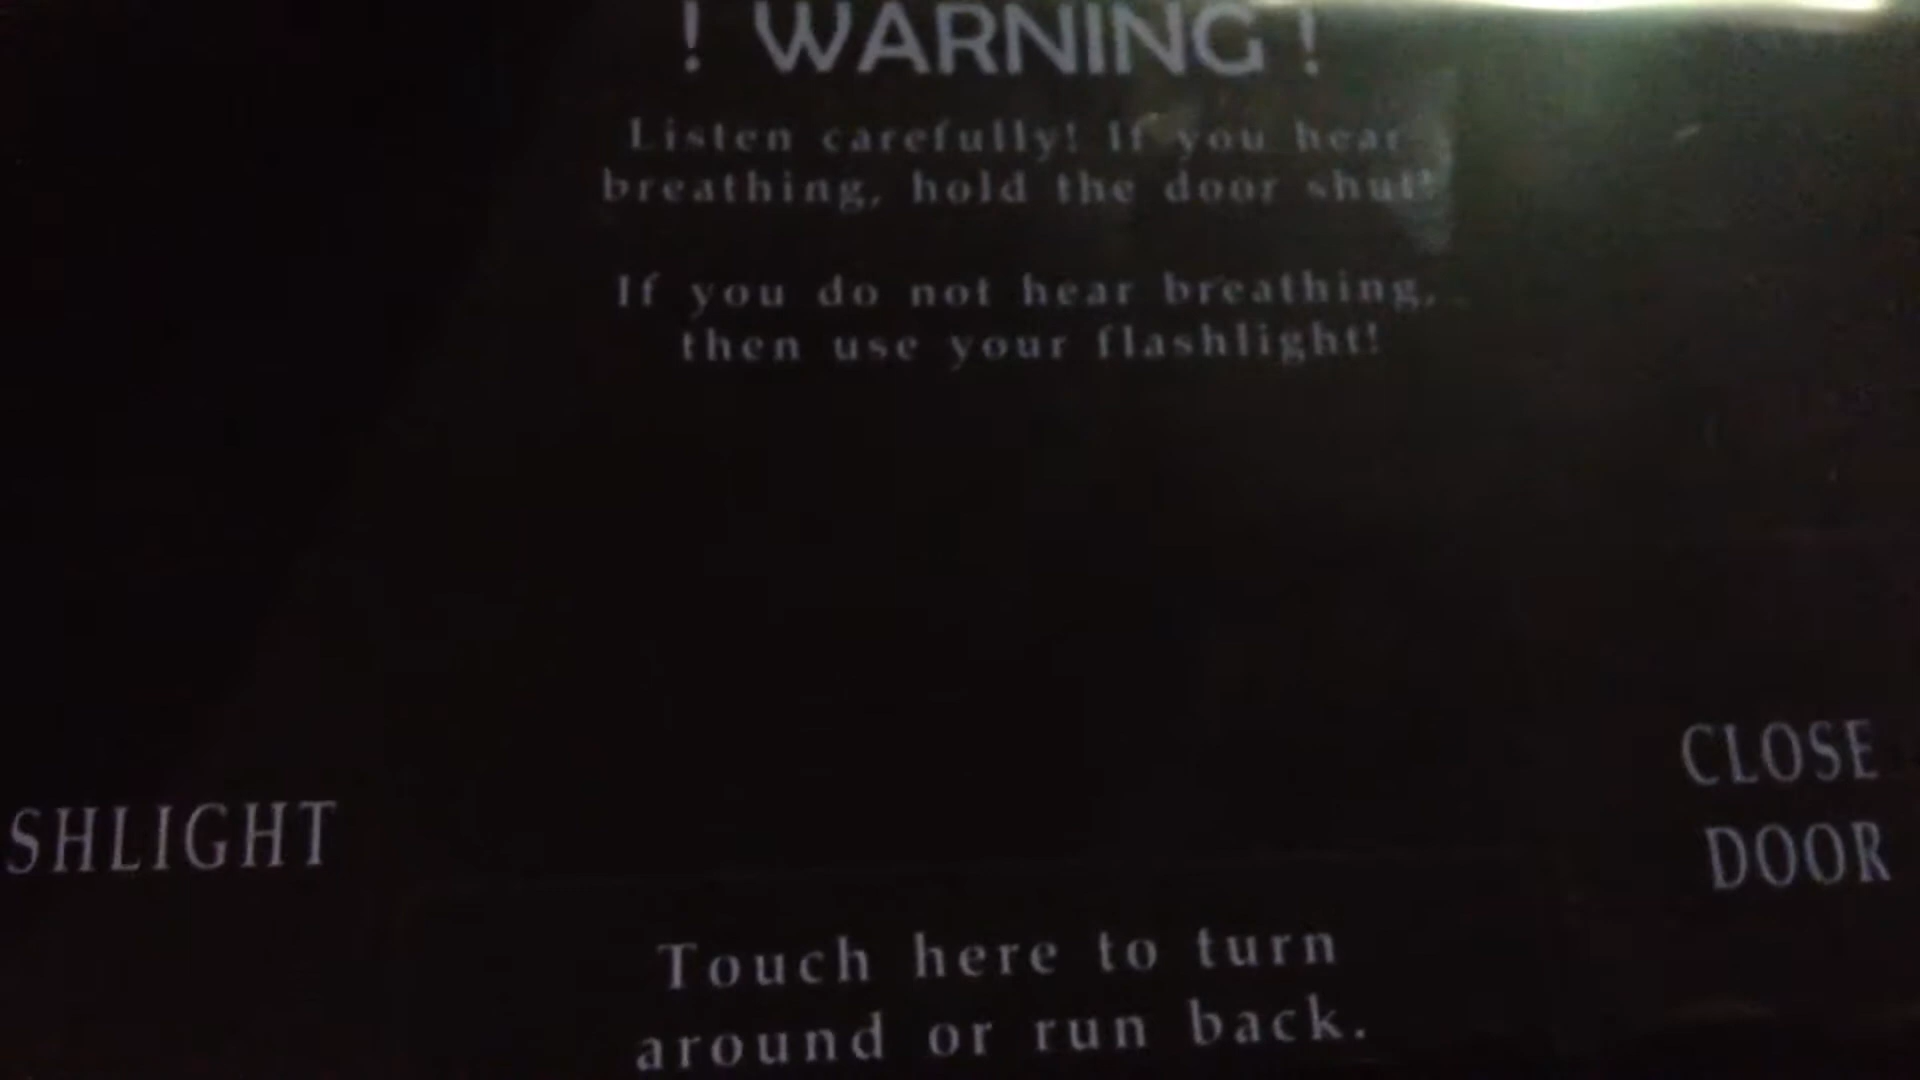 ! WARNING !
Listen carefully! If you hear
breathing, hold the door shut!
If you do not hear breathing,
then use your flashlight!
CLOSE
DOOR
SHLIGHT
Touch here to turn
around or run back.